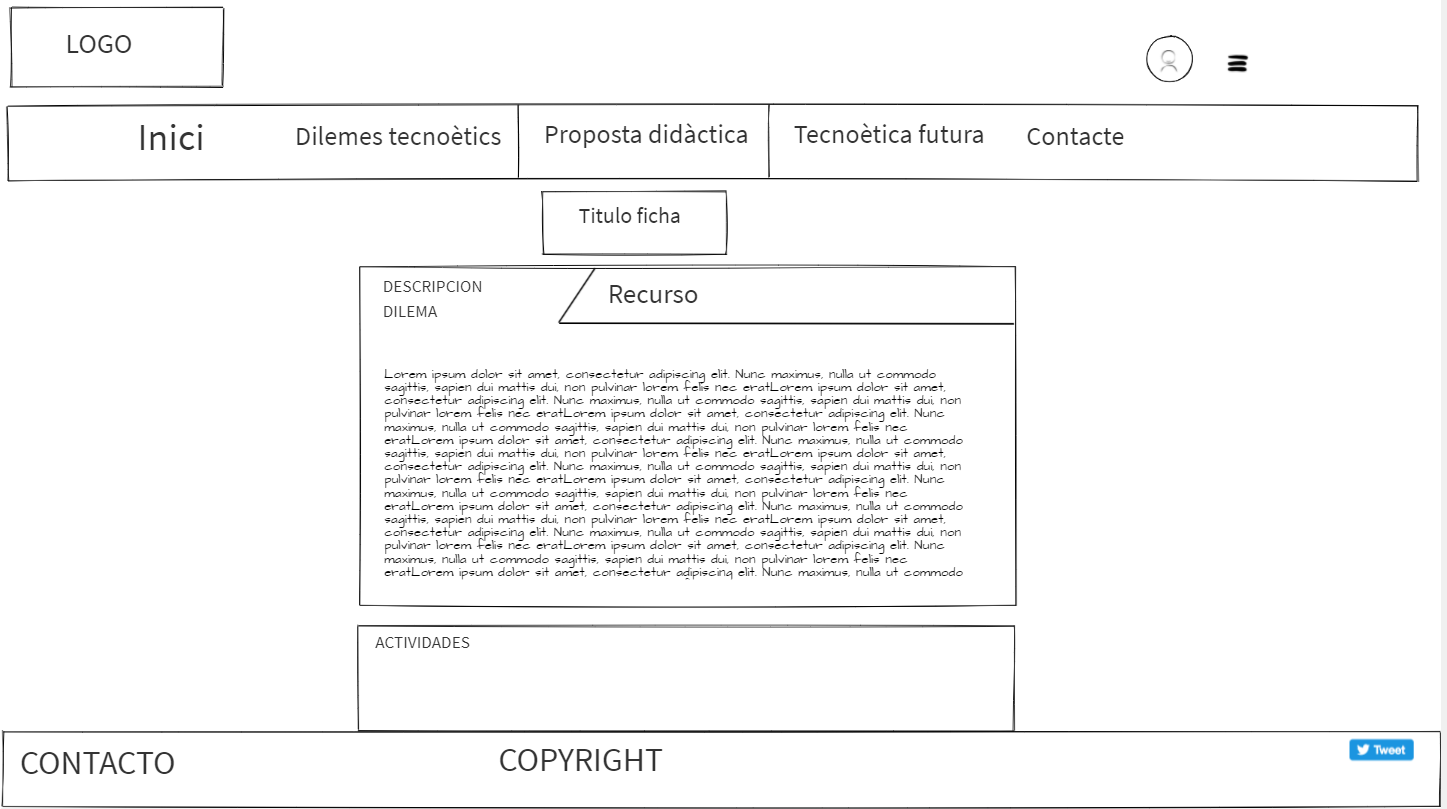 LOGO
Inici
Dilemes tecnoètics
Proposta didàctica
Tecnoètica futura
Contacte
Titulo ficha
DESCRIPCION
DILEMA
Recurso
Lorem ipsum dolor sit amet, consectetur adipiscing elit. Nunc maximus, nulla ut commodo
sagittis, sapien dui mattis dui, non pulvinar lorem felis nec eratLorem ipsum dolor sit amet,
consectetur adipiscing elit. Nunc maximus, nulla ut commodo sagittis, sapien dui mattis dui, non
pulvinar lorem felis nec eratLorem ipsum dolor sit amet, consectetur adipiscing elit. Nunc
maximus, nulla ut commodo sagittis, sapien dui mattis dui, non pulvinar lorem felis nec
eratLorem ipsum dolor sit amet, consectetur adipiscing elit. Nunc maximus, nulla ut commodo
sagittis, sapien dui mattis dui, non pulvinar lorem felis nec eratLorem ipsum dolor sit amet,
consectetur adipiscing elit. Nunc maximus, nulla ut commodo sagittis, sapien dui mattis dui, non
pulvinar lorem felis nec eratLorem ipsum dolor sit amet, consectetur adipiscing elit. Nunc
maximus, nulla ut commodo sagittis, sapien dui mattis dui, non pulvinar lorem felis nec
eratLorem ipsum dolor sit amet, consectetur adipiscing elit. Nunc maximus, nulla ut commodo
sagittis, sapien dui mattis dui, non pulvinar lorem felis nec eratLorem ipsum dolor sit amet,
consectetur adipiscing elit. Nunc maximus, nulla ut commodo sagittis, sapien dui mattis dui, non
pulvinar lorem felis nec eratLorem ipsum dolor sit amet, consectetur adipiscing elit. Nunc
maximus, nulla ut commodo sagittis, sapien dui mattis dui, non pulvinar lorem felis nec
eratLorem ipsum dolor sit amet, consectetur adipiscing elit. Nunc maximus, nulla ut commodo
ACTIVIDADES
CONTACTO
COPYRIGHT
Tweet